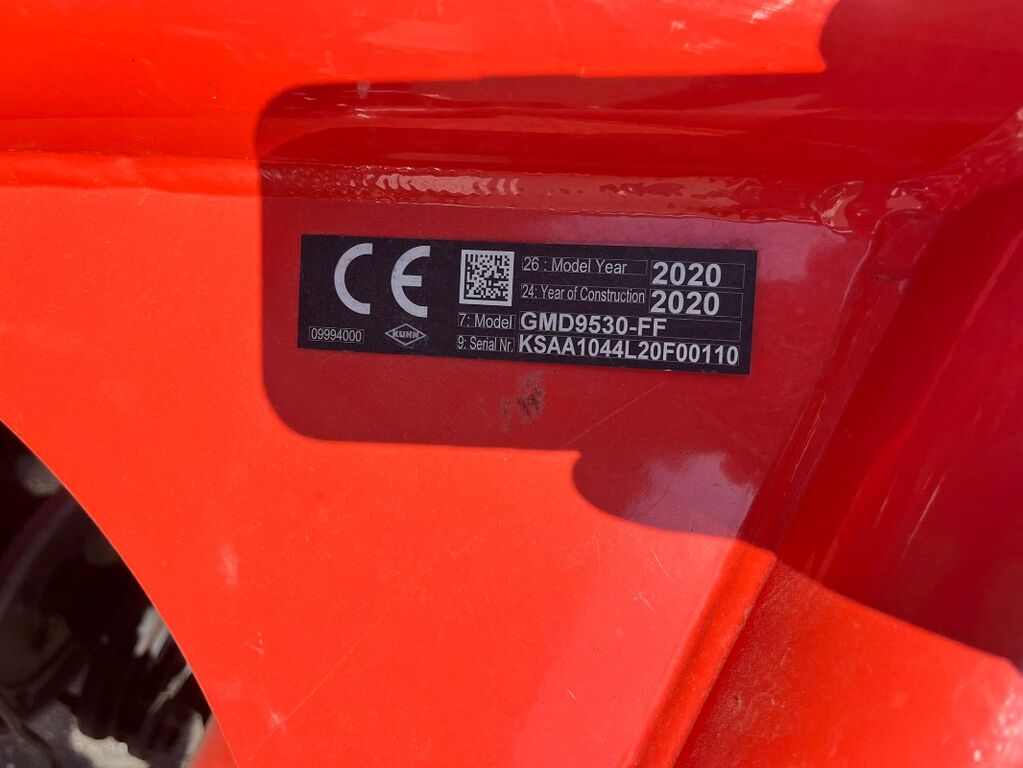 CE
26 : Model Year 2020
24: Year of Construction 2020
7: Model GMD9530-FF
9: Serial Nr. KSAA1044L20F00110
09994000
KUHN